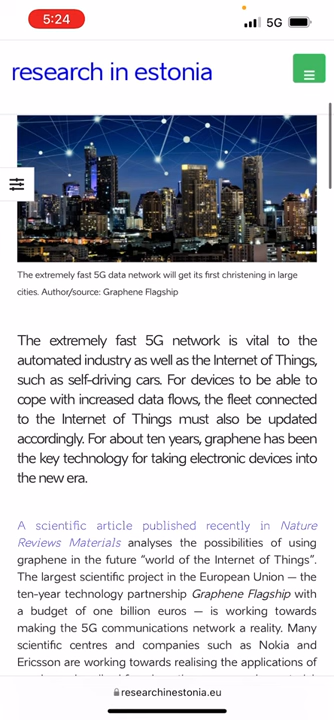 5:24
5G
research in estonia
The extremely fast 5G data network will get its first christening in large
cities. Author/source: Graphene Flagship
The extremely fast 5G network is vital to the
automated industry as well as the Internet of Things,
such as self-driving cars. For devices to be able to
cope with increased data flows, the fleet connected
to the Internet of Things must also be updated
accordingly. For about ten years, graphene has been
the key technology for taking electronic devices into
the new era.
A scientific article published recently in Nature
Reviews Materials analyses the possibilities of using
graphene in the future "world of the Internet of Things".
The largest scientific project in the European Union – the
ten-year technology partnership Graphene Flagship with
a budget of one billion euros – is working towards
making the 5G communications network a reality. Many
scientific centres and companies such as Nokia and
Ericsson are working towards realising the applications of
researchinestonia.eu